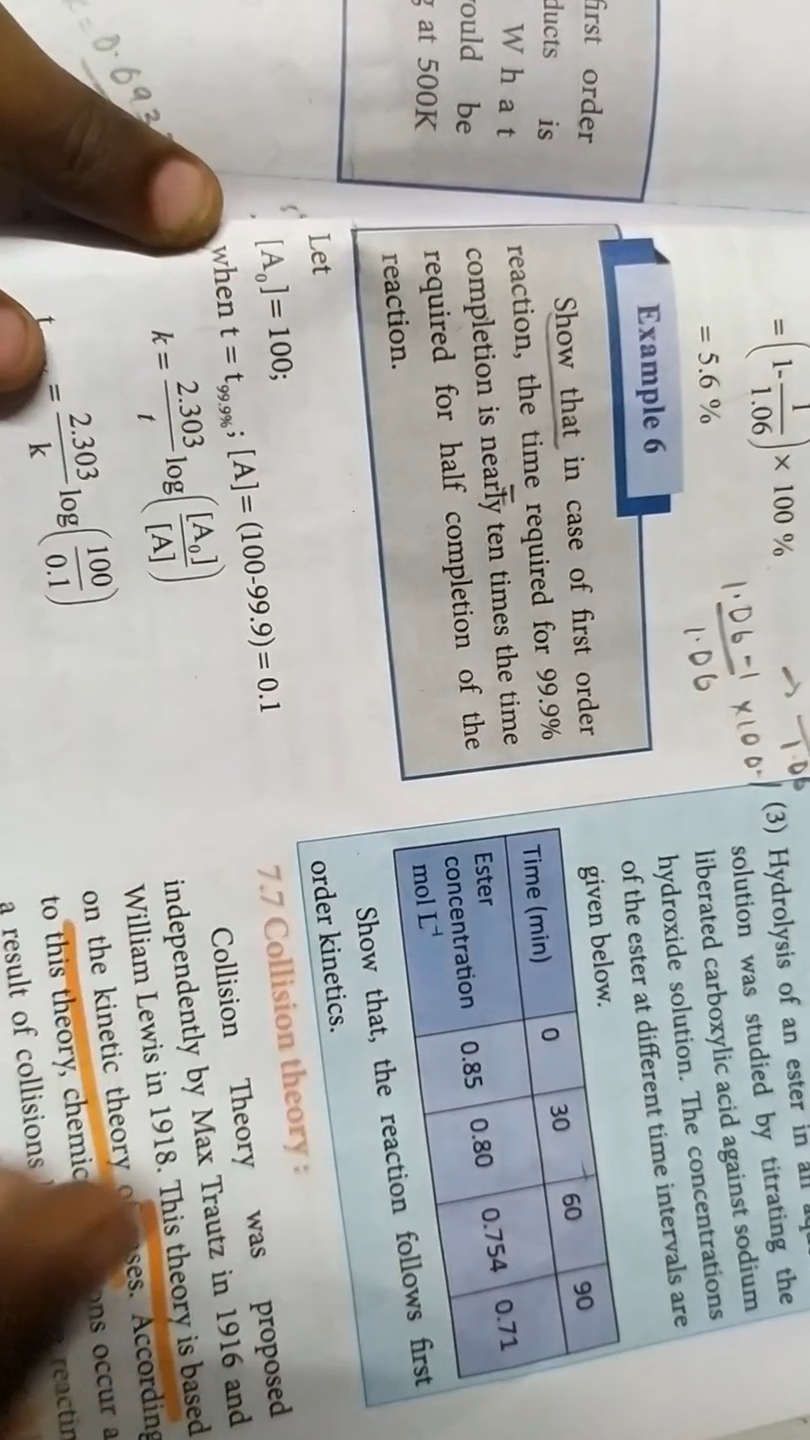 first order
ducts is
What
ould be
g at 500K
= (1-1/1.06) × 100 %
= 5.6 %
1.06-1 ×100
1.06
Example 6
Show that in case of first order
reaction, the time required for 99.9%
completion is nearly ten times the time
required for half completion of the
reaction.
Let
[A₀] = 100;
when t = t₉₉.₉%; [A] = (100-99.9) = 0.1
k = 2.303/t log([A₀]/[A])
= 2.303/k log(100/0.1)
(3) Hydrolysis of an ester in an
solution was studied by titrating the
liberated carboxylic acid against sodium
hydroxide solution. The concentrations
of the ester at different time intervals are
given below.
Time (min) 0 30 60 90
Ester
concentration 0.85 0.80 0.754 0.71
mol L⁻¹
Show that, the reaction follows first
order kinetics.
7.7 Collision theory :
Collision Theory was proposed
independently by Max Trautz in 1916 and
William Lewis in 1918. This theory is based
on the kinetic theory According
to this theory, occur
a result of collisions